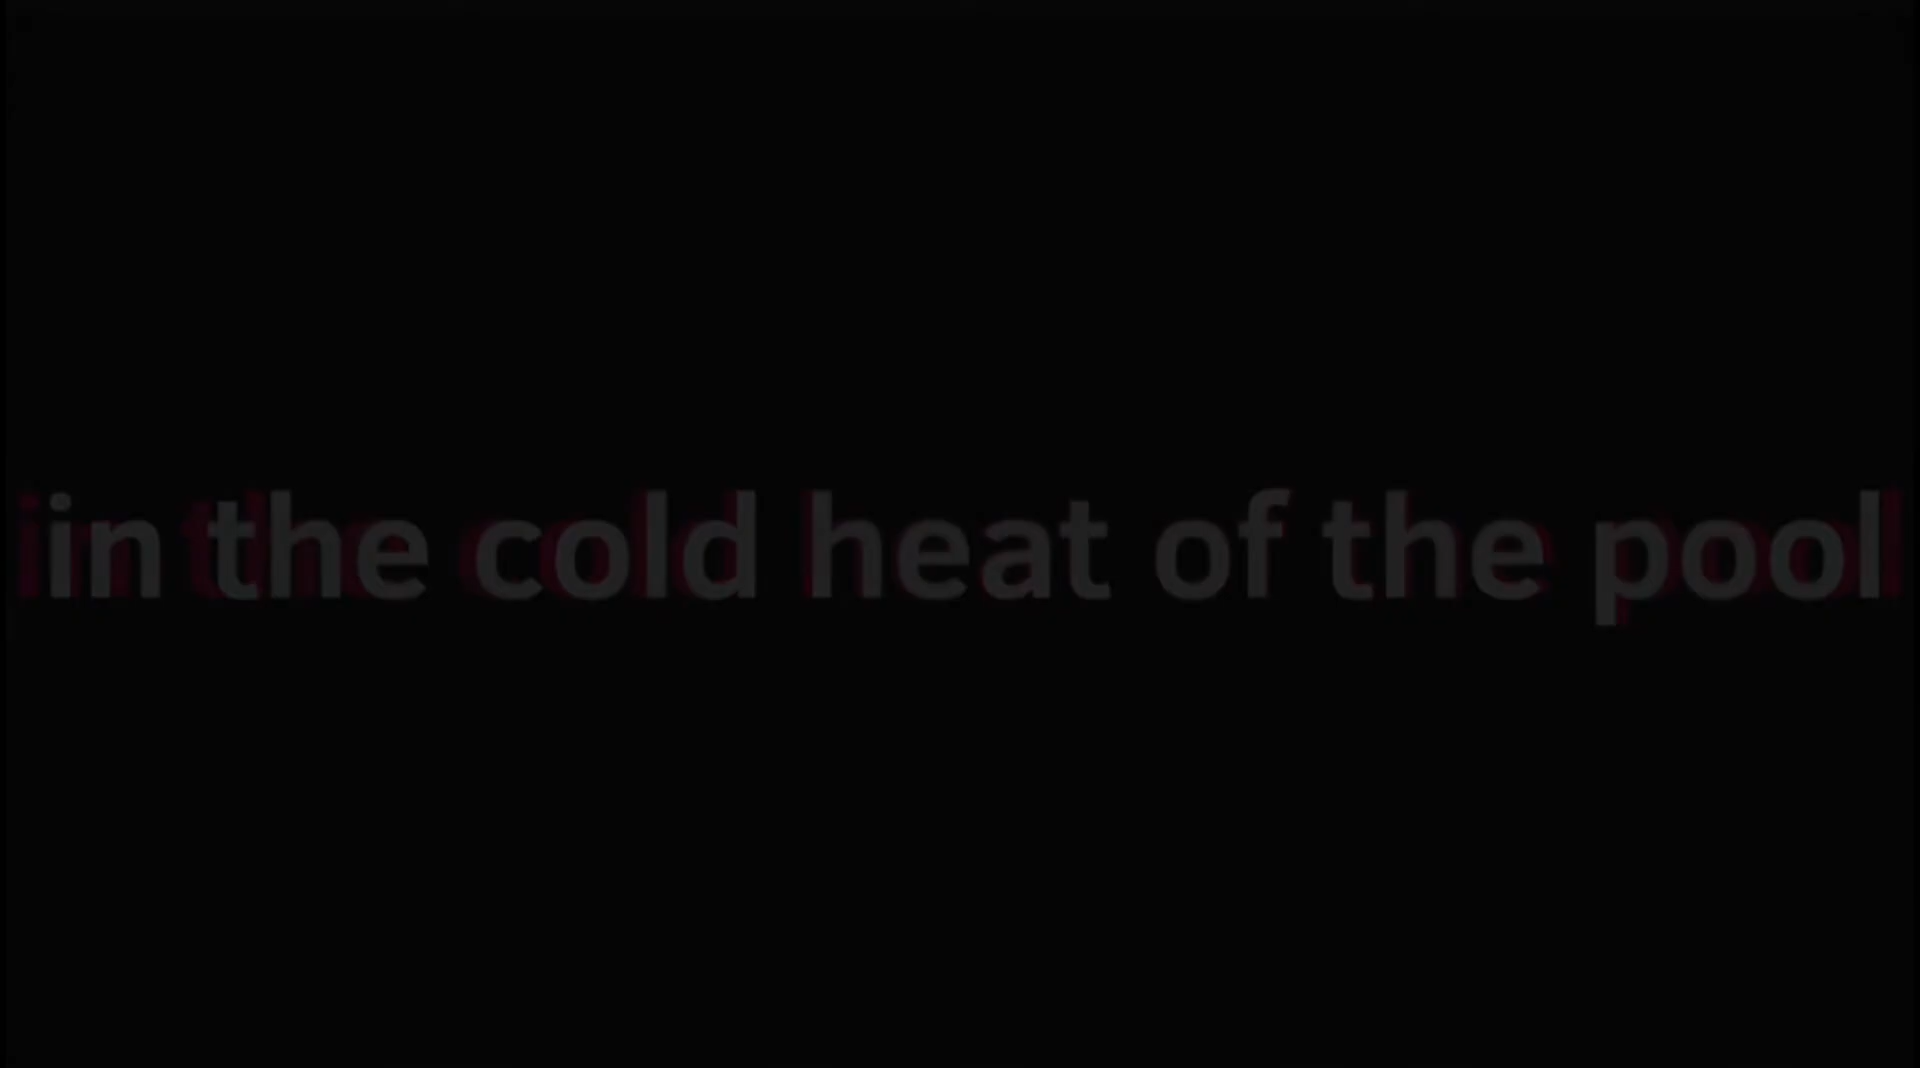 in the cold heat of the pool